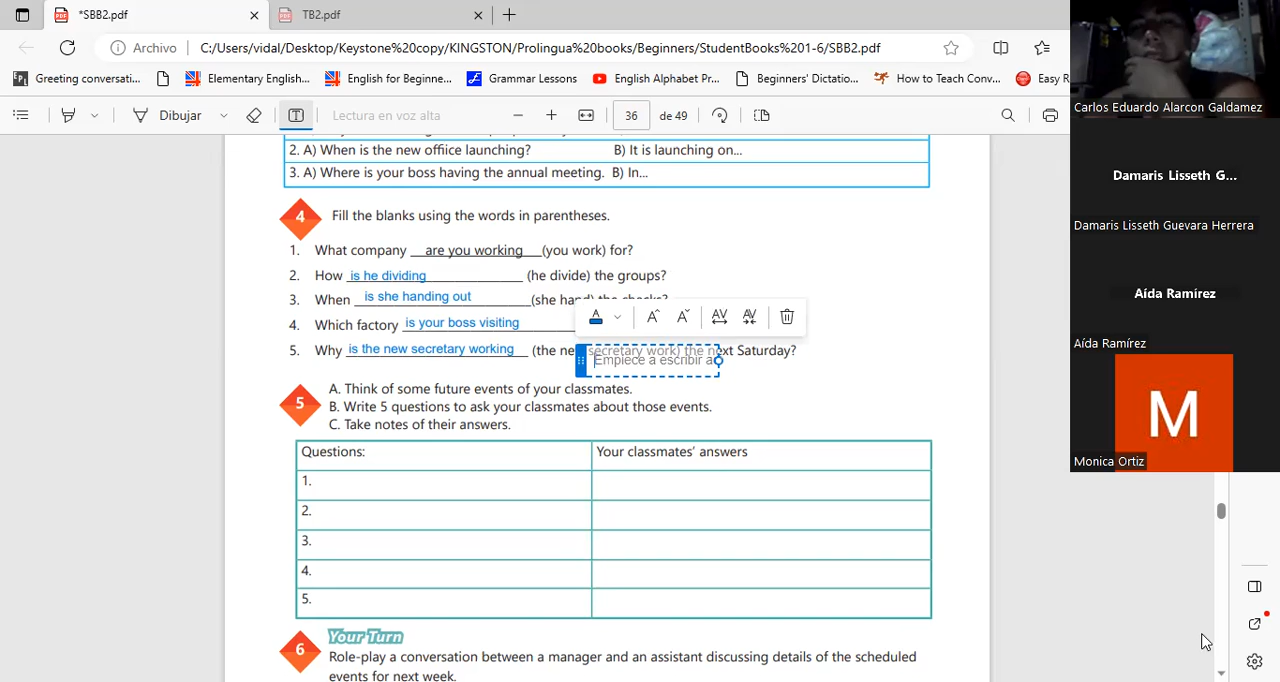 *SBB2.pdf
TB2.pdf
Archivo
C:/Users/vidal/Desktop/Keystone%20copy/KINGSTON/Prolingua%20books/Beginners/StudentBooks%201-6/SBB2.pdf
Greeting conversati...
Elementary English...
English for Beginne...
Grammar Lessons
English Alphabet Pr...
Beginners' Dictatio...
How to Teach Conv...
Easy R
Dibujar
Lectura en voz alta
36
de 49
2. A) When is the new offiice launching? B) It is launching on...
3. A) Where is your boss having the annual meeting. B) In...
4 Fill the blanks using the words in parentheses.
1. What company __are you working___(you work) for?
2. How is he dividing (he divide) the groups?
3. When is she handing out (she hand) the checks?
4. Which factory is your boss visiting
5. Why is the new secretary working (the new secretary work) the next Saturday?
Empiece a escribir a
5 A. Think of some future events of your classmates.
B. Write 5 questions to ask your classmates about those events.
C. Take notes of their answers.
Questions: Your classmates' answers
1.
2.
3.
4.
5.
6 Your Turn
Role-play a conversation between a manager and an assistant discussing details of the scheduled
events for next week.
Carlos Eduardo Alarcon Galdamez
Damaris Lisseth G...
Damaris Lisseth Guevara Herrera
Aída Ramírez
Aída Ramírez
M
Monica Ortiz